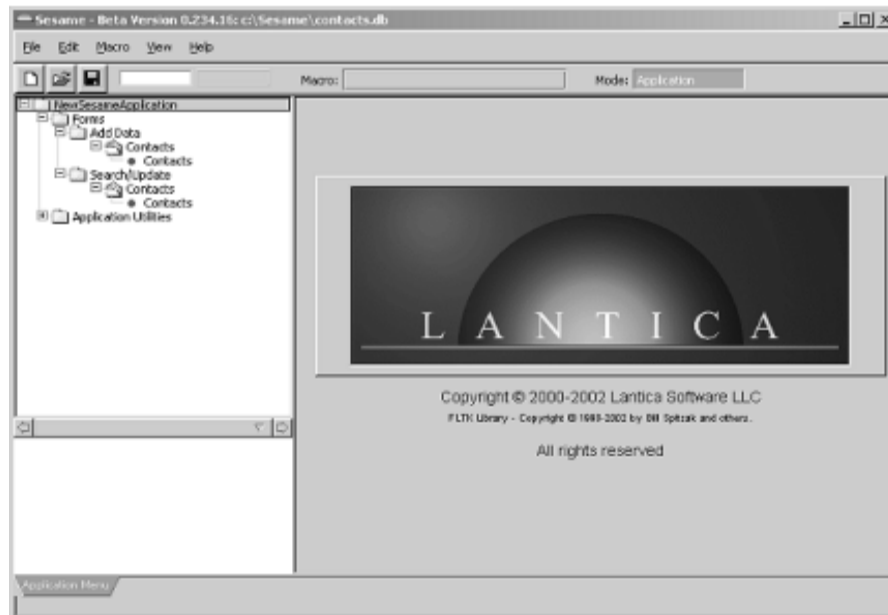 Sesame - Beta Version 0.234.16: c:\Sesame\contacts.db
File Edit Macro View Help
Macro: Mode: Application
NewSesameApplication
Forms
Add Data
Contacts
Contacts
Search/Update
Contacts
Contacts
Application Utilities
LANTICA
Copyright © 2000-2002 Lantica Software LLC
FLTK Library - Copyright © 1998-2002 by Bill Spitzak and others.
All rights reserved
Application Menu